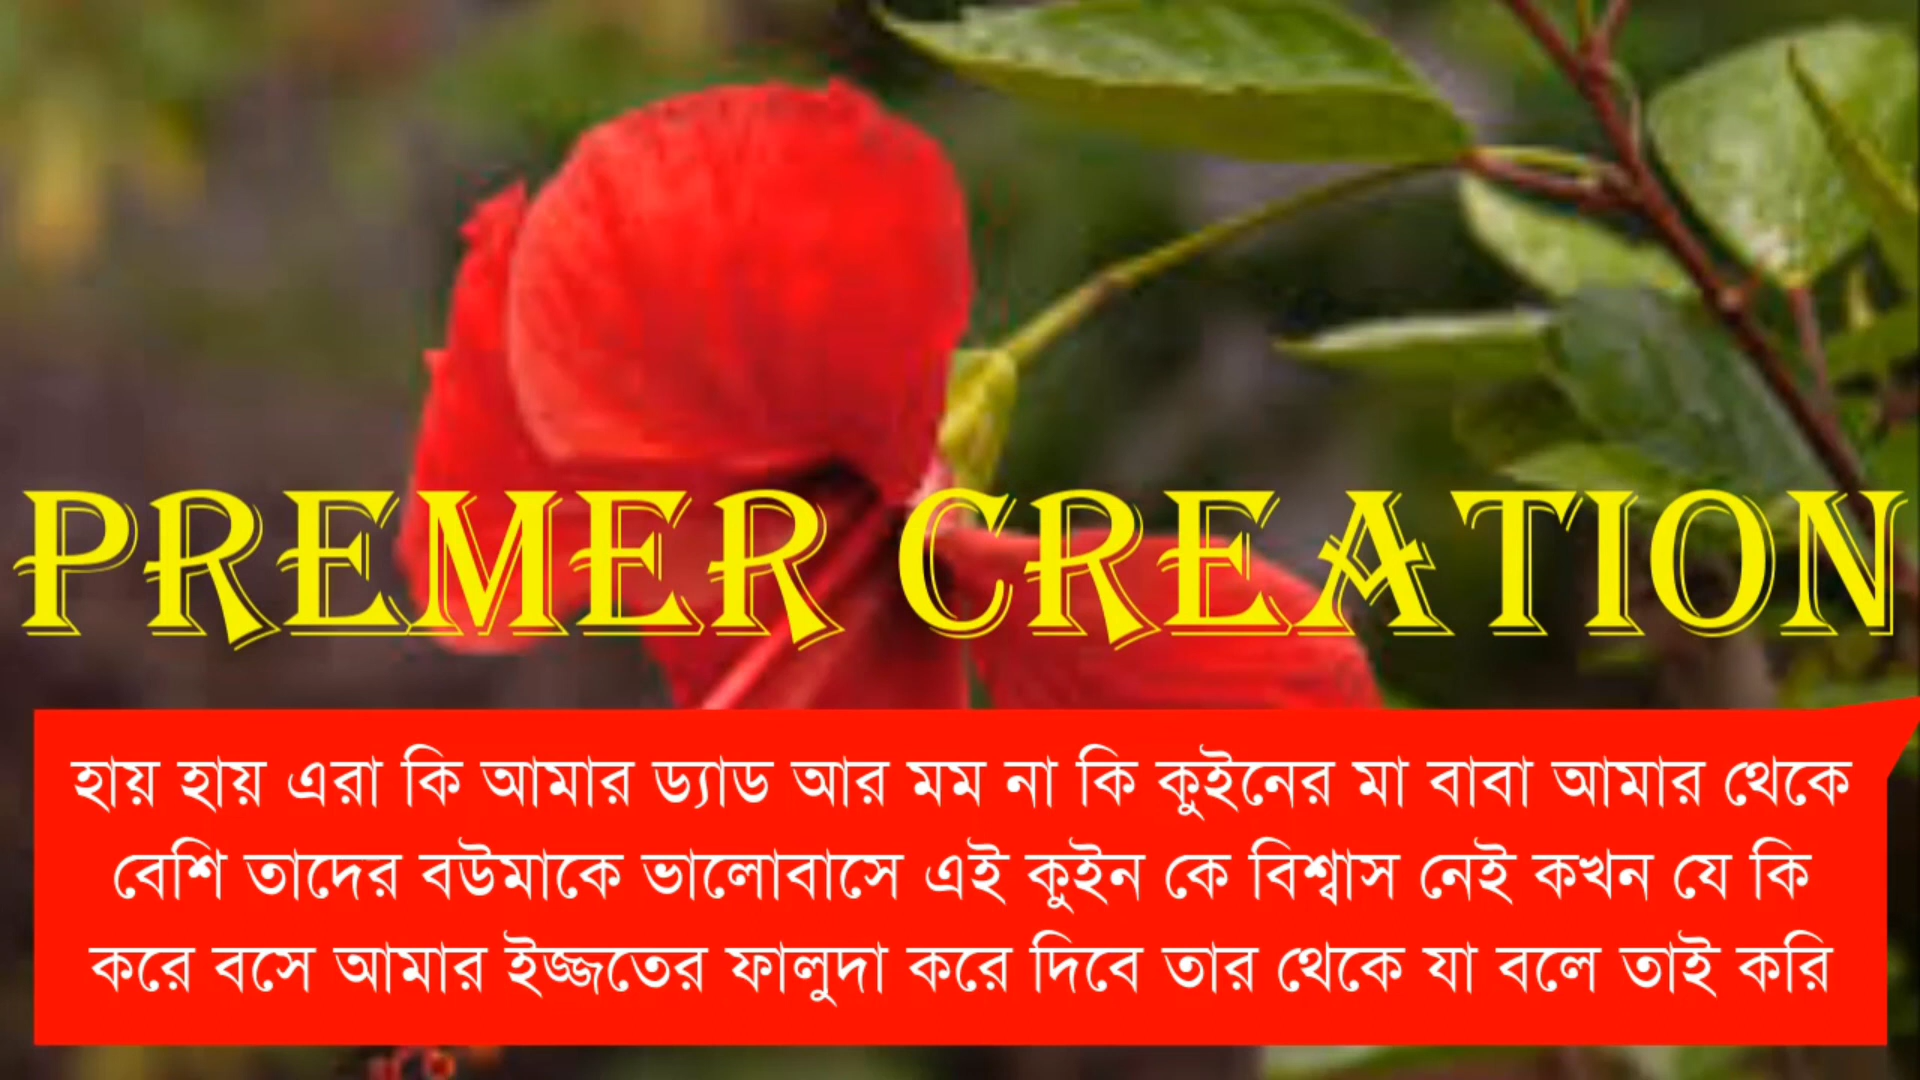 PREMER CREATION
হায় হায় এরা কি আমার ড্যাড আর মম না কি কুইনের মা বাবা আমার থেকে
বেশি তাদের বউমাকে ভালোবাসে এই কুইন কে বিশ্বাস নেই কখন যে কি
করে বসে আমার ইজ্জতের ফালুদা করে দিবে তার থেকে যা বলে তাই করি